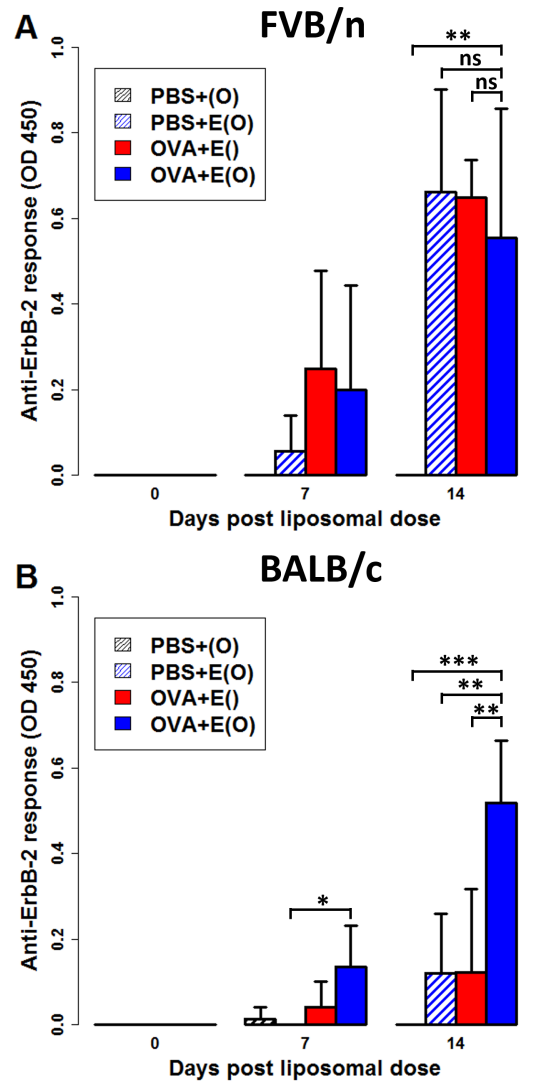 A
FVB/n
Anti-ErbB-2 response (OD 450)
1.0
0.8
0.6
0.4
0.2
0.0
PBS+(O)
PBS+E(O)
OVA+E()
OVA+E(O)
**
ns
ns
0
7
14
Days post liposomal dose
B
BALB/c
Anti-ErbB-2 response (OD 450)
1.0
0.8
0.6
0.4
0.2
0.0
PBS+(O)
PBS+E(O)
OVA+E()
OVA+E(O)
***
**
**
*
0
7
14
Days post liposomal dose